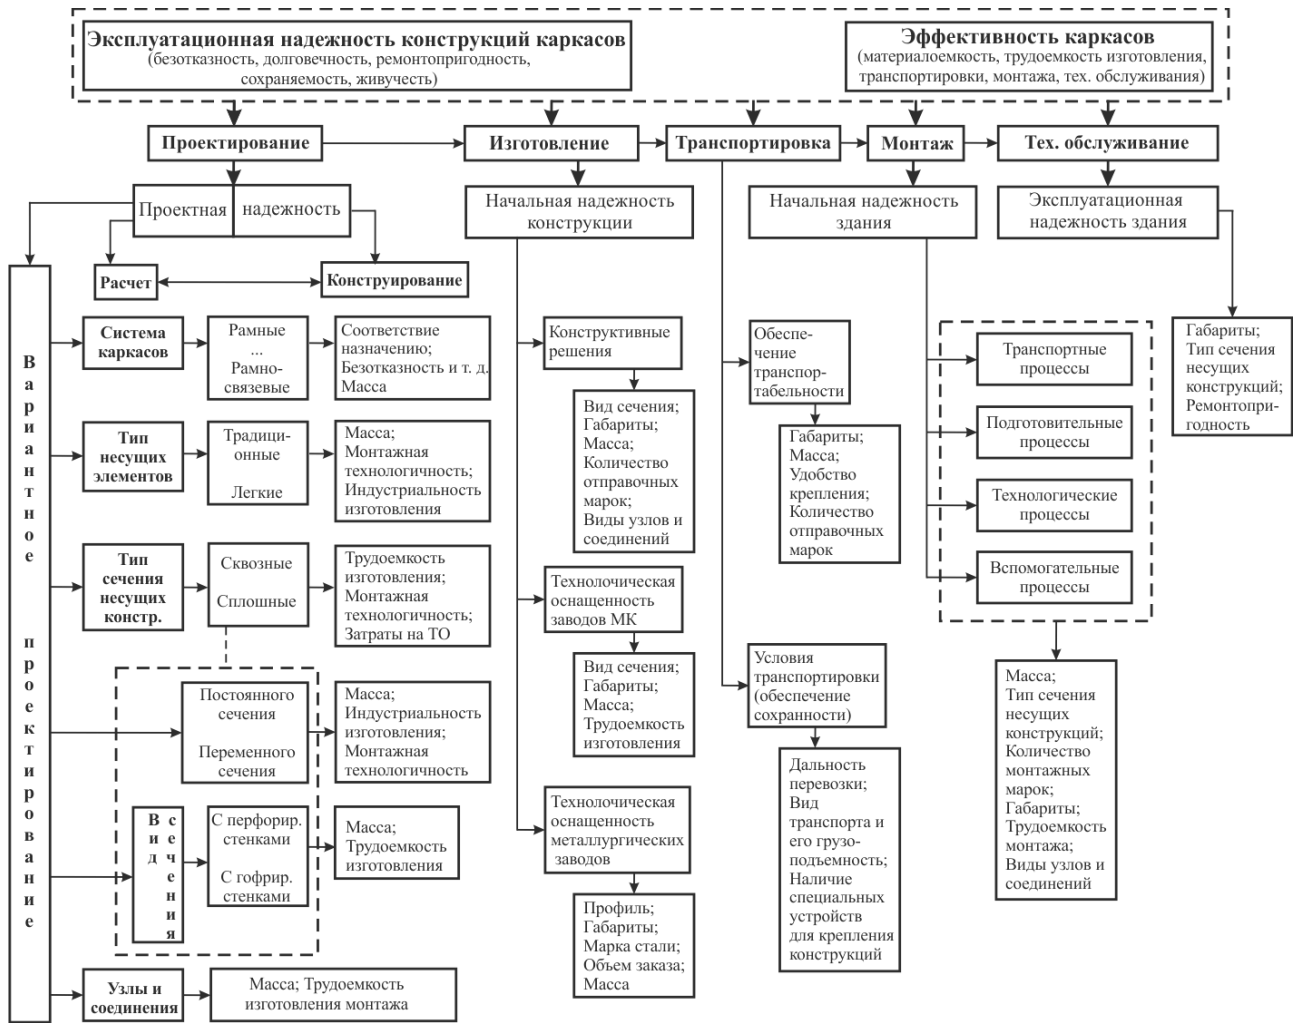 Эксплуатационная надежность конструкций каркасов
(безотказность, долговечность, ремонтопригодность,
сохраняемость, живучесть)
Эффективность каркасов
(материалоемкость, трудоемкость изготовления,
транспортировки, монтажа, тех. обслуживания)
Проектирование
Изготовление
Транспортировка
Монтаж
Тех. обслуживание
Проектная надежность
Начальная надежность
конструкции
Начальная надежность
здания
Эксплуатационная
надежность здания
Расчет
Конструирование
Вариантное проектирование
Система
каркасов
Рамные
...
Рамно-
связевые
Соответствие
назначению;
Безотказность и т. д.
Масса
Тип
несущих
элементов
Традици-
онные
Легкие
Масса;
Монтажная
технологичность;
Индустриальность
изготовления
Тип
сечения
несущих
констр.
Сквозные
Сплошные
Трудоемкость
изготовления;
Монтажная
технологичность;
Затраты на ТО
Постоянного
сечения
Переменного
сечения
Масса;
Индустриальность
изготовления;
Монтажная
технологичность
Вид
сечения
С перфорир.
стенками
С гофрир.
стенками
Масса;
Трудоемкость
изготовления
Узлы и
соединения
Масса; Трудоемкость
изготовления монтажа
Конструктивные
решения
Вид сечения;
Габариты;
Масса;
Количество
отправочных
марок;
Виды узлов и
соединений
Технолочическая
оснащенность
заводов МК
Вид сечения;
Габариты;
Масса;
Трудоемкость
изготовления
Технолочическая
оснащенность
металлургических
заводов
Профиль;
Габариты;
Марка стали;
Объем заказа;
Масса
Обеспе-
чение
транспор-
табельности
Габариты;
Масса;
Удобство
крепления;
Количество
отправочных
марок
Условия
транспортировки
(обеспечение
сохранности)
Дальность
перевозки;
Вид
транспорта и
его грузо-
подъемность;
Наличие
специальных
устройств
для крепления
конструкций
Транспортные
процессы
Подготовительные
процессы
Технологические
процессы
Вспомогательные
процессы
Масса;
Тип сечения
несущих
конструкций;
Количество
монтажных
марок;
Габариты;
Трудоемкость
монтажа;
Виды узлов и
соединений
Габариты;
Тип сечения
несущих
конструкций;
Ремонтопри-
годность